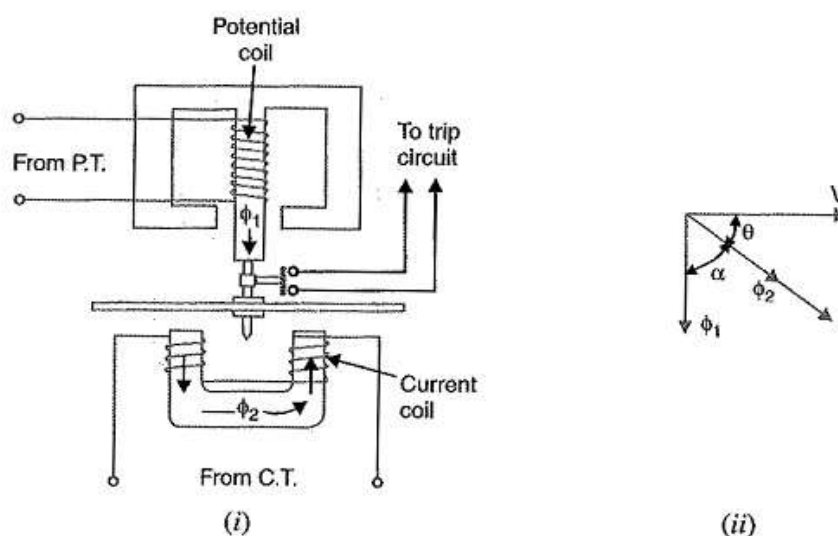 Potential
coil
To trip
circuit
From P.T.
ϕ1
V
θ
α
ϕ2
ϕ1
Current
coil
ϕ2
From C.T.
(i)
(ii)